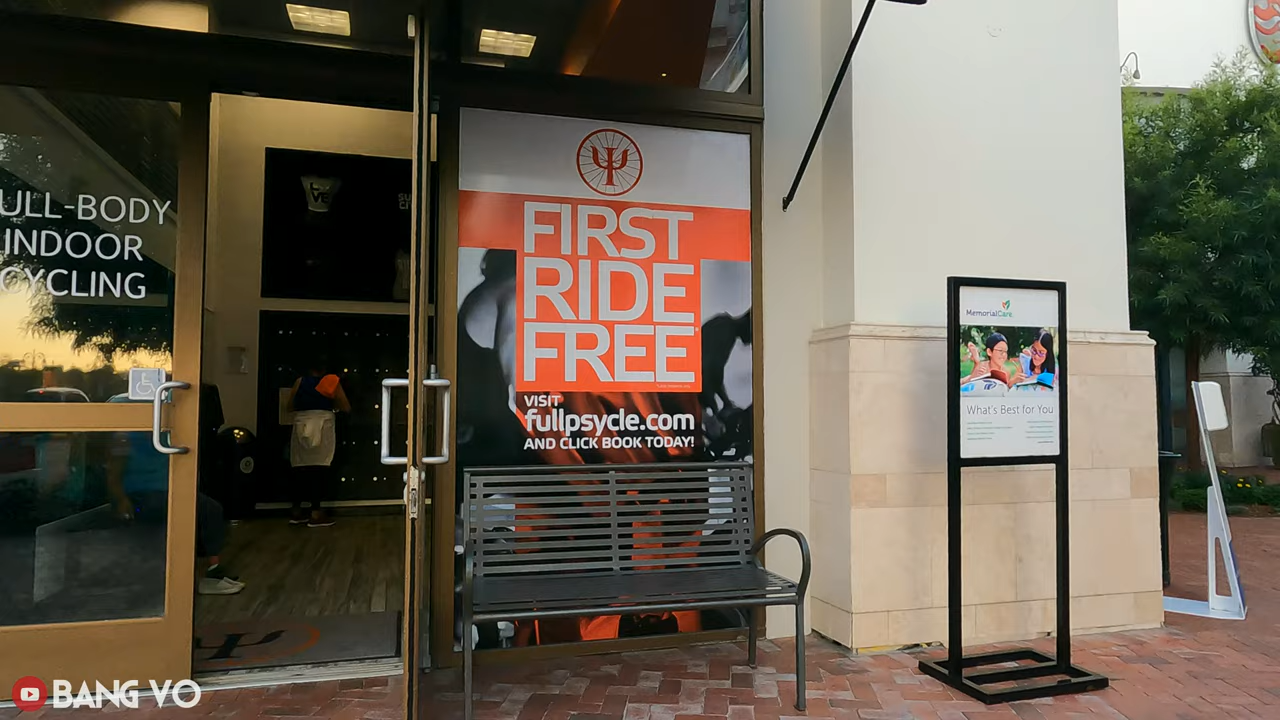 ULL-BODY
INDOOR
CYCLING
FIRST
RIDE
FREE
VISIT
fullpsycle.com
AND CLICK BOOK TODAY!
MemorialCare
What's Best for You
BANG VO